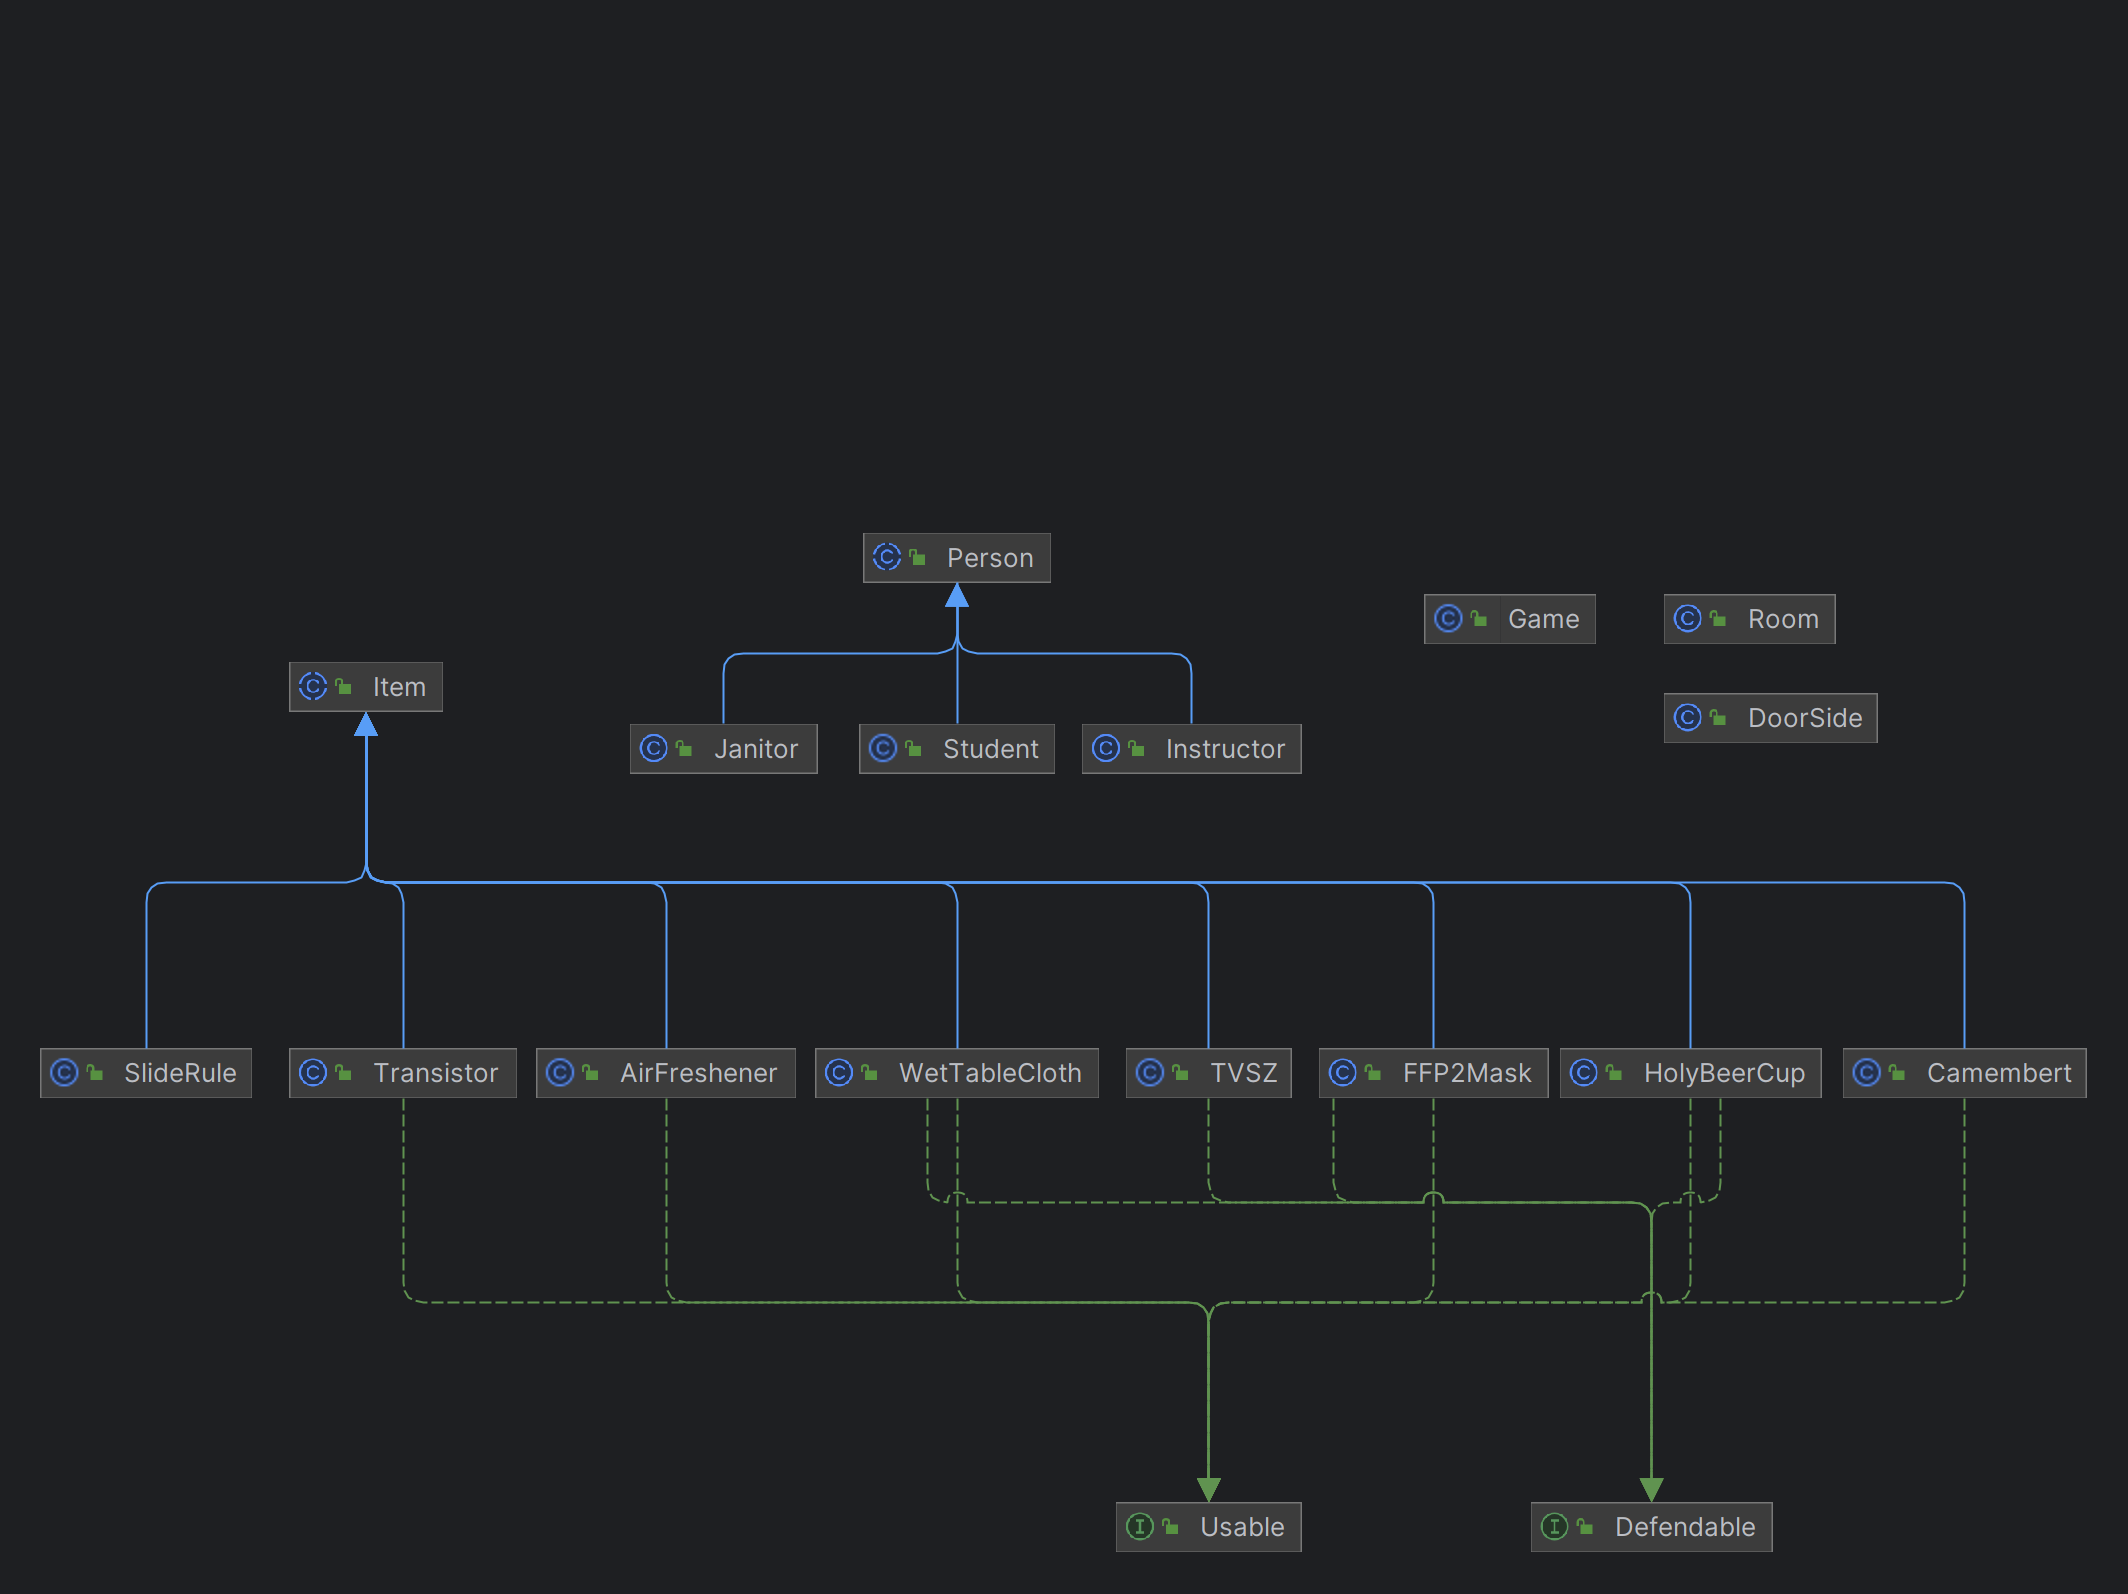 Person
Game
Room
Item
DoorSide
Janitor
Student
Instructor
SlideRule
Transistor
AirFreshener
WetTableCloth
TVSZ
FFP2Mask
HolyBeerCup
Camembert
Usable
Defendable